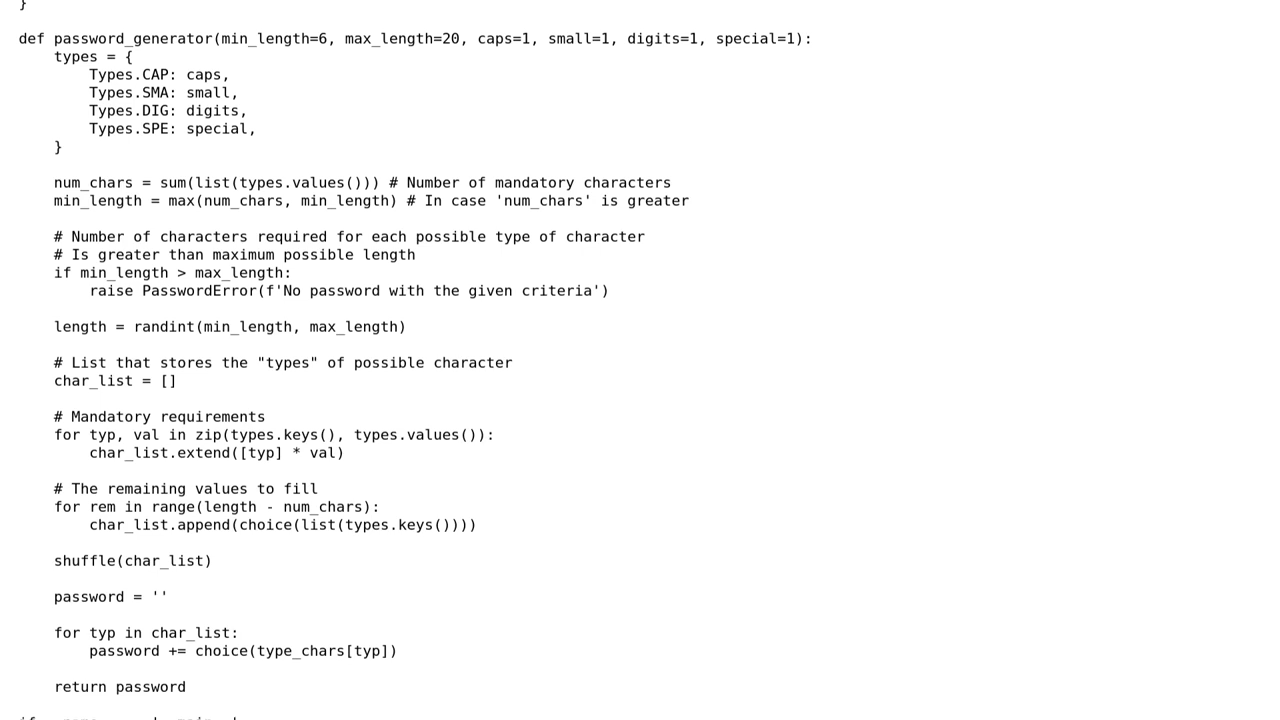 }
def password_generator(min_length=6, max_length=20, caps=1, small=1, digits=1, special=1):
    types = {
        Types.CAP: caps,
        Types.SMA: small,
        Types.DIG: digits,
        Types.SPE: special,
    }
    num_chars = sum(list(types.values())) # Number of mandatory characters
    min_length = max(num_chars, min_length) # In case 'num_chars' is greater
    # Number of characters required for each possible type of character
    # Is greater than maximum possible length
    if min_length > max_length:
        raise PasswordError(f'No password with the given criteria')
    length = randint(min_length, max_length)
    # List that stores the "types" of possible character
    char_list = []
    # Mandatory requirements
    for typ, val in zip(types.keys(), types.values()):
        char_list.extend([typ] * val)
    # The remaining values to fill
    for rem in range(length - num_chars):
        char_list.append(choice(list(types.keys())))
    shuffle(char_list)
    password = ''
    for typ in char_list:
        password += choice(type_chars[typ])
    return password